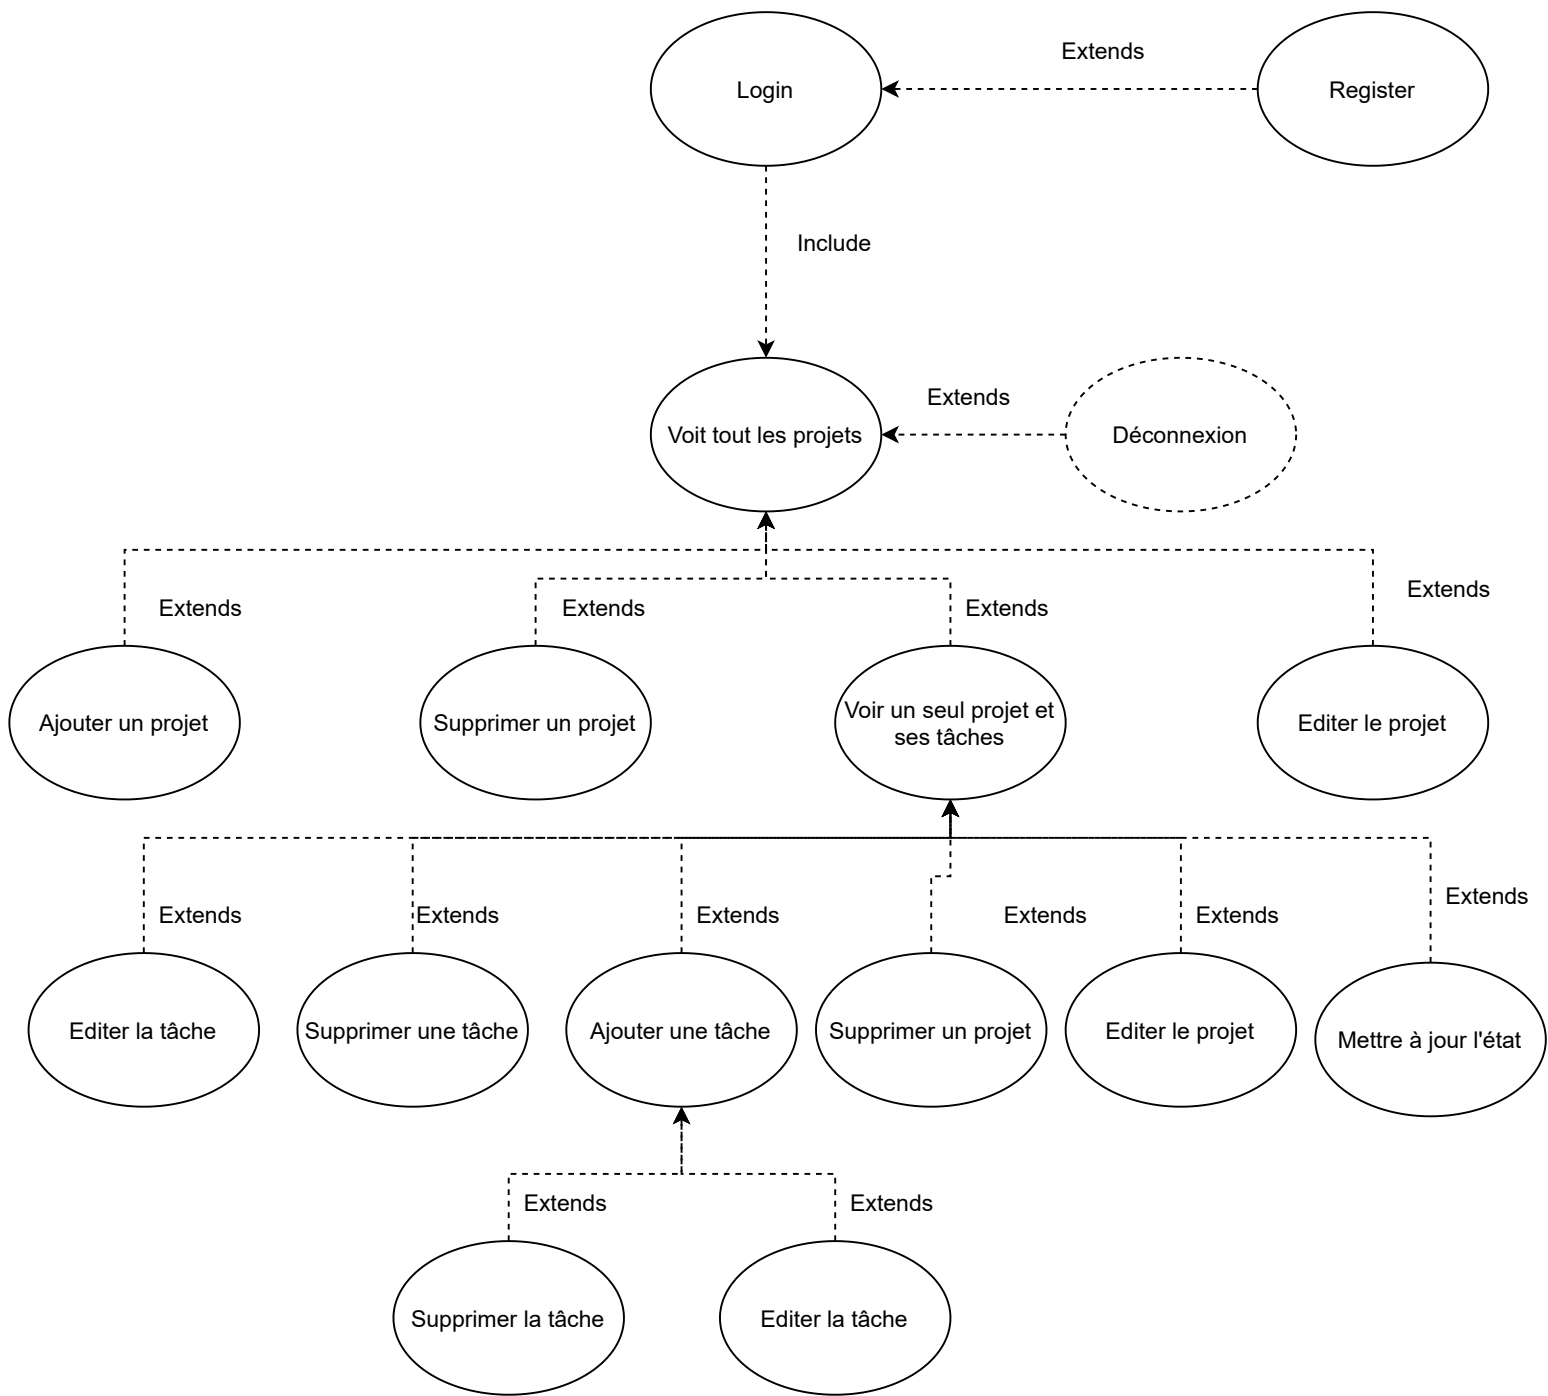 Extends
Login
Register
Include
Extends
Voit tout les projets
Déconnexion
Extends
Extends
Extends
Extends
Ajouter un projet
Supprimer un projet
Voir un seul projet et
ses tâches
Editer le projet
Extends
Extends
Extends
Extends
Extends
Extends
Editer la tâche
Supprimer une tâche
Ajouter une tâche
Supprimer un projet
Editer le projet
Mettre à jour l'état
Extends
Extends
Supprimer la tâche
Editer la tâche